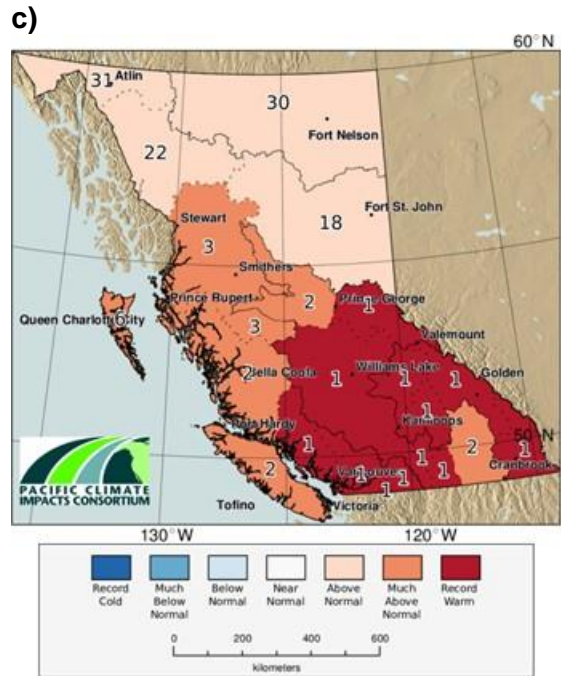 c)
60°N
31 Atlin
30
Fort Nelson
22
Fort St. John
Stewart
18
3
Smithers
Prince Rupert
2
Prince George
1
Queen Charlotte City
6
3
Valemount
2
Bella Coola
1
Williams Lake
1
1
Golden
1
Kamloops
Port Hardy
50°N
1
2
1
1
Cranbrook
2
Vancouver
1
1
1
1
PACIFIC CLIMATE
IMPACTS CONSORTIUM
Tofino
Victoria
130°W
120°W
Record
Cold
Much
Below
Normal
Below
Normal
Near
Normal
Above
Normal
Much
Above
Normal
Record
Warm
0
200
400
600
kilometers